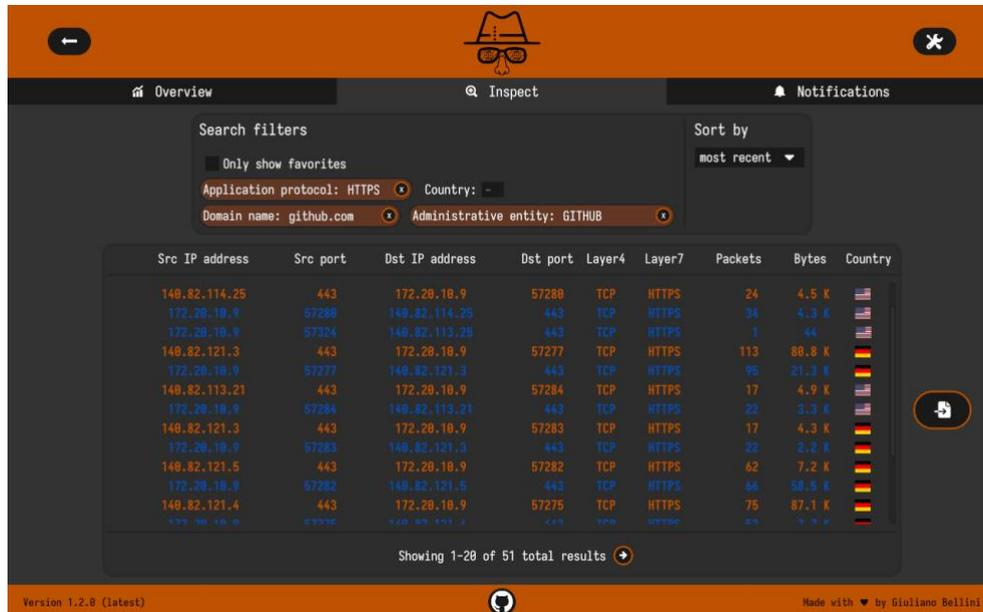 Overview
Inspect
Notifications
Search filters
Sort by
Only show favorites
most recent
Application protocol: HTTPS x Country: -
Domain name: github.com x Administrative entity: GITHUB x
Src IP address Src port Dst IP address Dst port Layer4 Layer7 Packets Bytes Country
140.82.114.25 443 172.20.10.9 57280 TCP HTTPS 24 4.5 K
172.20.10.9 57280 140.82.114.25 443 TCP HTTPS 34 4.3 K
172.20.10.9 57324 140.82.113.25 443 TCP HTTPS 1 44
140.82.121.3 443 172.20.10.9 57277 TCP HTTPS 113 80.8 K
172.20.10.9 57277 140.82.121.3 443 TCP HTTPS 95 21.3 K
140.82.113.21 443 172.20.10.9 57284 TCP HTTPS 17 4.9 K
172.20.10.9 57284 140.82.113.21 443 TCP HTTPS 22 3.3 K
140.82.121.3 443 172.20.10.9 57283 TCP HTTPS 17 4.3 K
172.20.10.9 57283 140.82.121.3 443 TCP HTTPS 22 2.2 K
140.82.121.5 443 172.20.10.9 57282 TCP HTTPS 62 7.2 K
172.20.10.9 57282 140.82.121.5 443 TCP HTTPS 66 58.5 K
140.82.121.4 443 172.20.10.9 57275 TCP HTTPS 75 87.1 K
Showing 1-20 of 51 total results
Version 1.2.0 (latest)
Made with ♥ by Giuliano Bellini